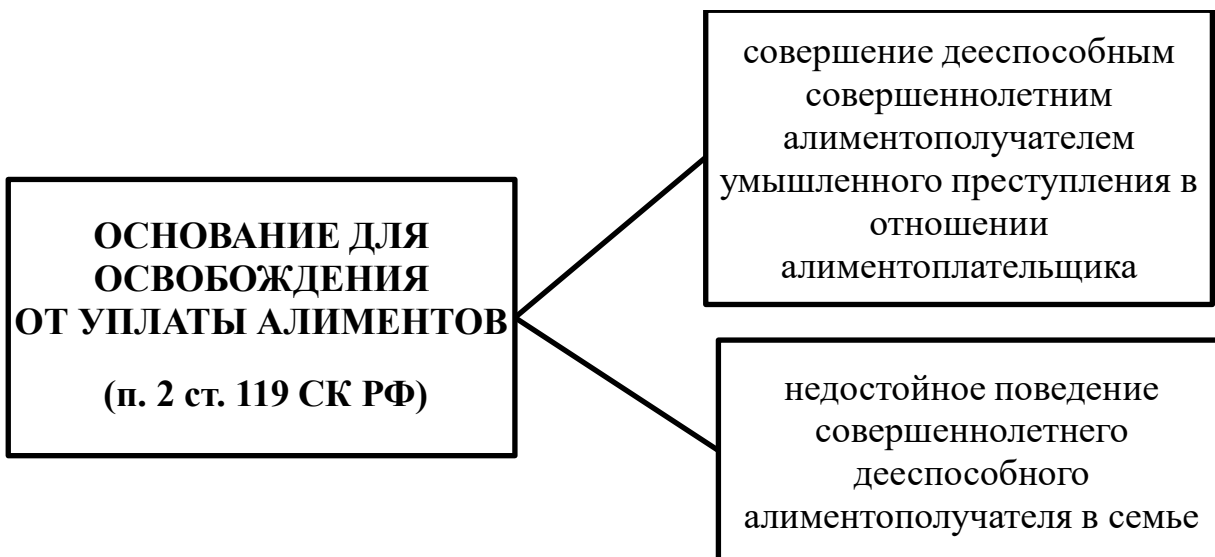 ОСНОВАНИЕ ДЛЯ
ОСВОБОЖДЕНИЯ
ОТ УПЛАТЫ АЛИМЕНТОВ
(п. 2 ст. 119 СК РФ)
совершение дееспособным
совершеннолетним
алиментополучателем
умышленного преступления в
отношении
алиментоплательщика
недостойное поведение
совершеннолетнего
дееспособного
алиментополучателя в семье